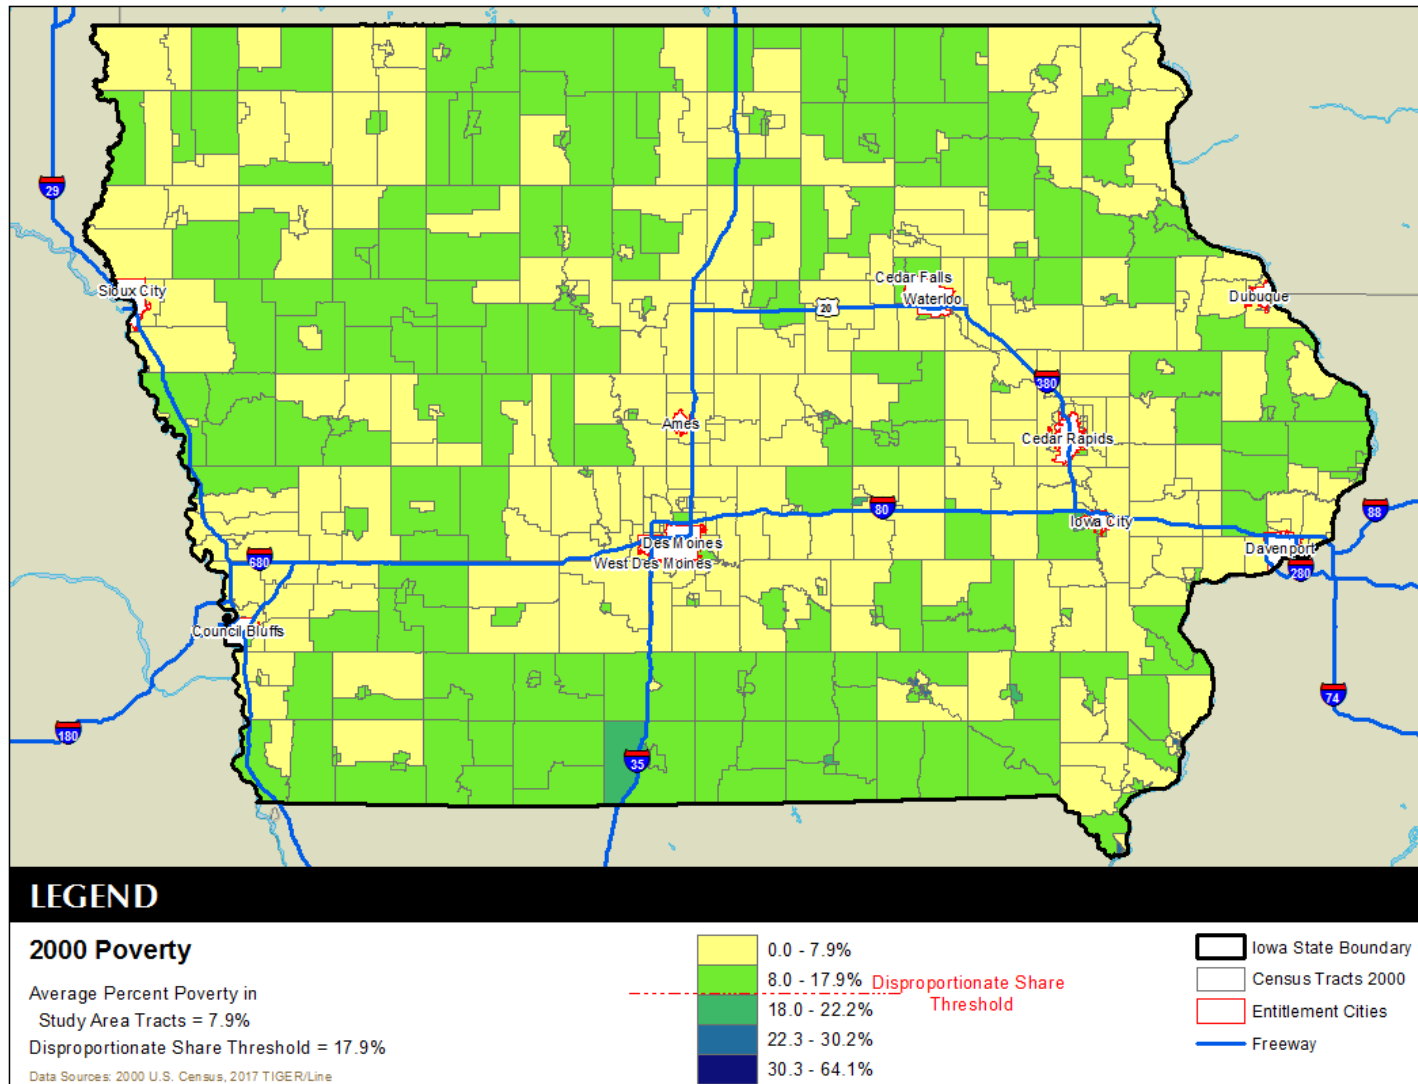 29
Sioux City
Cedar Falls
Waterloo
Dubuque
20
380
Ames
Cedar Rapids
80
Iowa City
88
Des Moines
West Des Moines
Davenport
680
280
Council Bluffs
74
180
35
LEGEND
2000 Poverty
Average Percent Poverty in
Study Area Tracts = 7.9%
Disproportionate Share Threshold = 17.9%
Data Sources: 2000 U.S. Census, 2017 TIGER/Line
0.0 - 7.9%
8.0 - 17.9%
18.0 - 22.2%
22.3 - 30.2%
30.3 - 64.1%
Disproportionate Share
Threshold
Iowa State Boundary
Census Tracts 2000
Entitlement Cities
Freeway